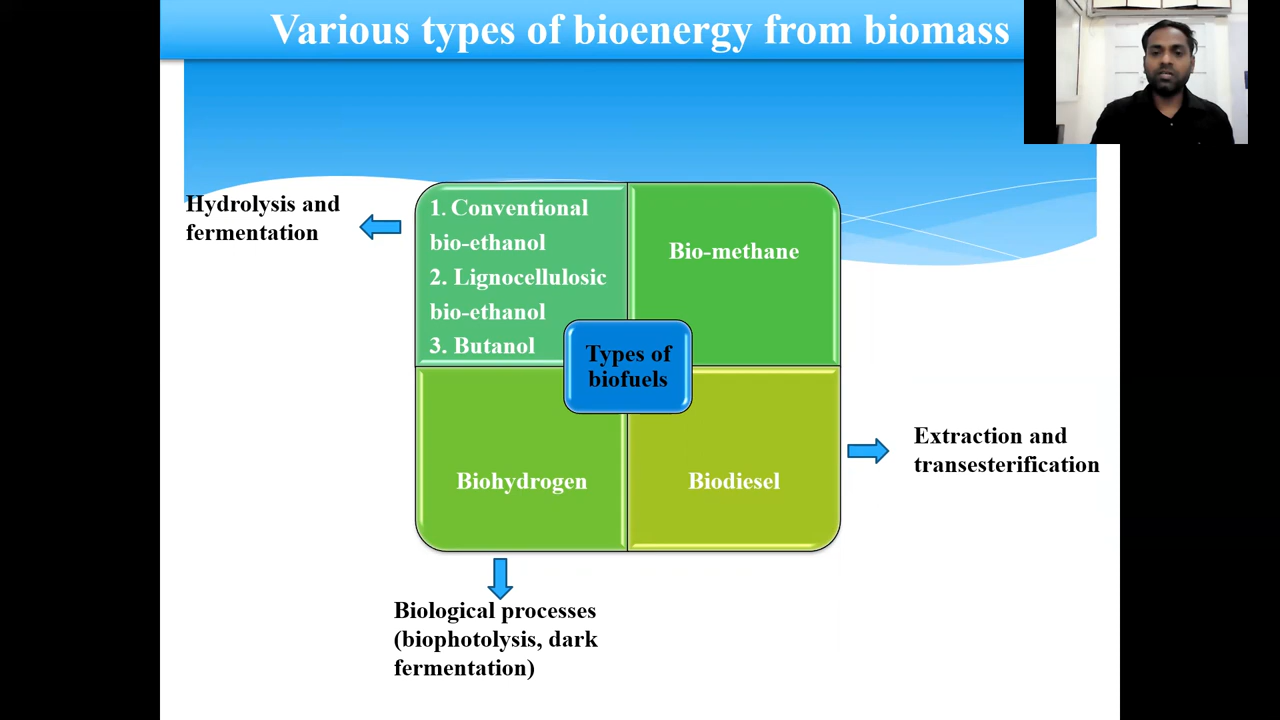 Various types of bioenergy from biomass
Hydrolysis and
fermentation
1. Conventional
bio-ethanol
2. Lignocellulosic
bio-ethanol
3. Butanol
Bio-methane
Types of
biofuels
Biohydrogen
Biodiesel
Extraction and
transesterification
Biological processes
(biophotolysis, dark
fermentation)